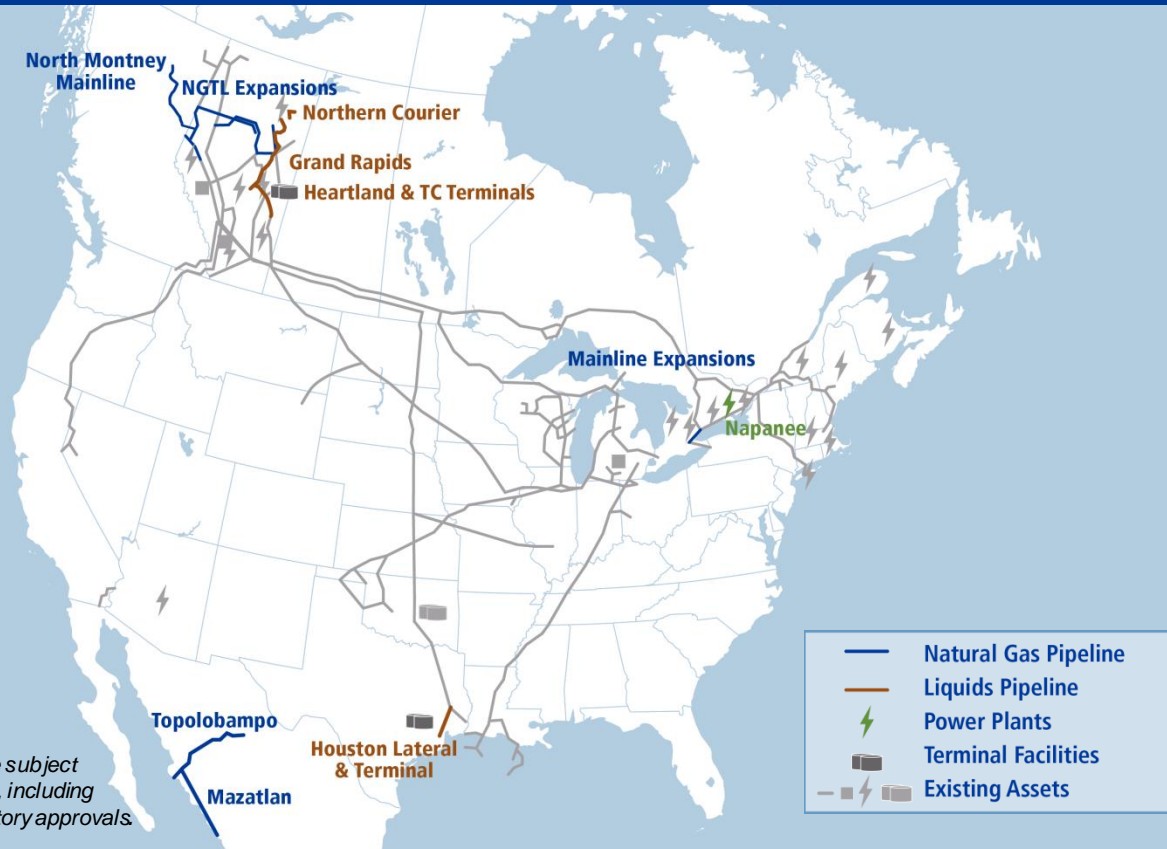 North Montney
Mainline
NGTL Expansions
Northern Courier
Grand Rapids
Heartland & TC Terminals
Mainline Expansions
Napanee
Topolobampo
Houston Lateral
& Terminal
Mazatlan
subject
, including
tory approvals.
Natural Gas Pipeline
Liquids Pipeline
Power Plants
Terminal Facilities
Existing Assets